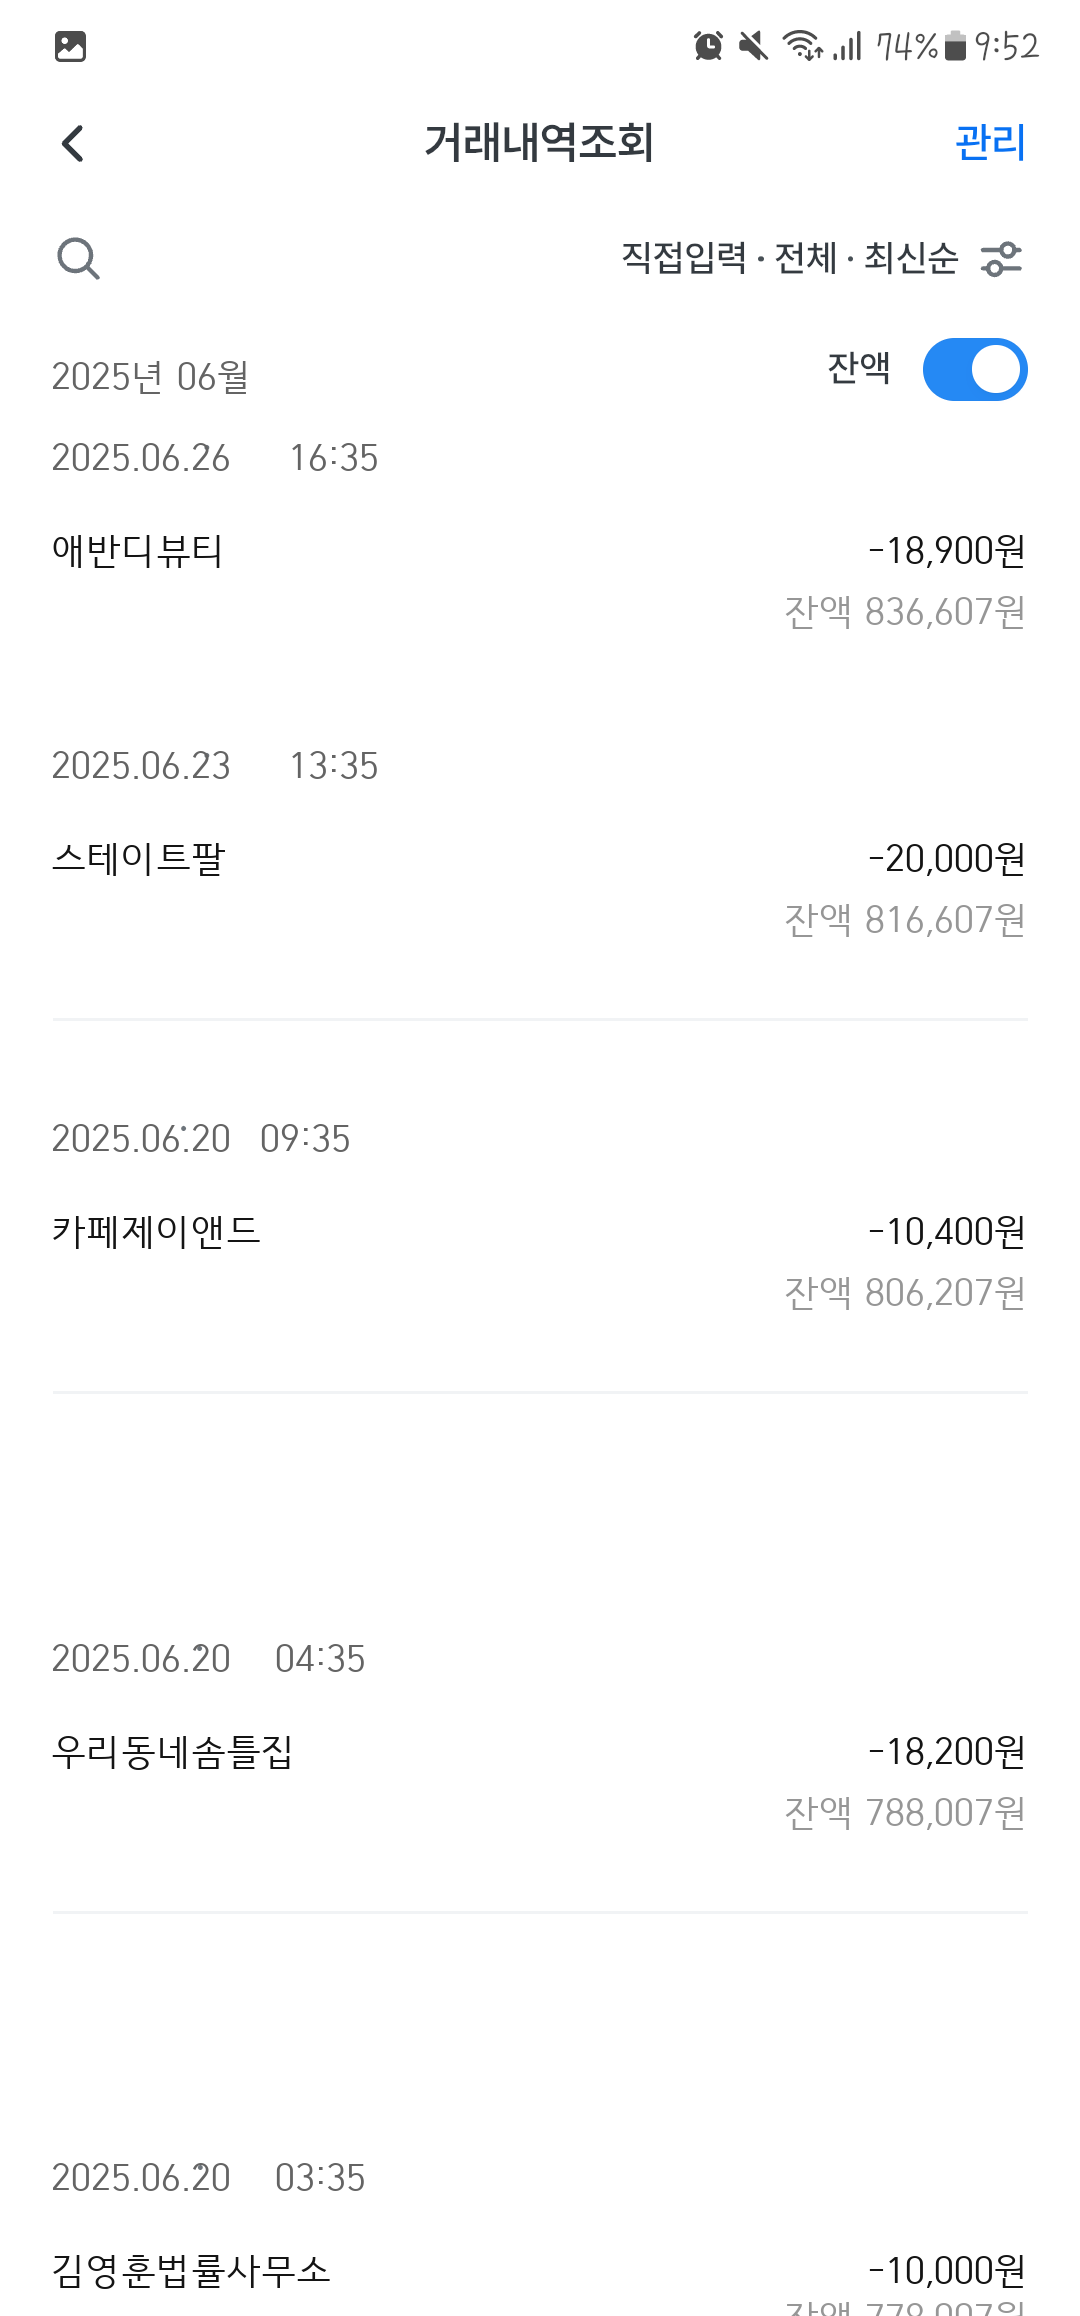 74% 9:52
거래내역조회 관리
직접입력 · 전체 · 최신순
2025년 06월 잔액
2025.06.26 16:35
애반디뷰티 -18,900원
잔액 836,607원
2025.06.23 13:35
스테이트팔 -20,000원
잔액 816,607원
2025.06.20 09:35
카페제이앤드 -10,400원
잔액 806,207원
2025.06.20 04:35
우리동네솜틀집 -18,200원
잔액 788,007원
2025.06.20 03:35
김영훈법률사무소 -10,000원
잔액